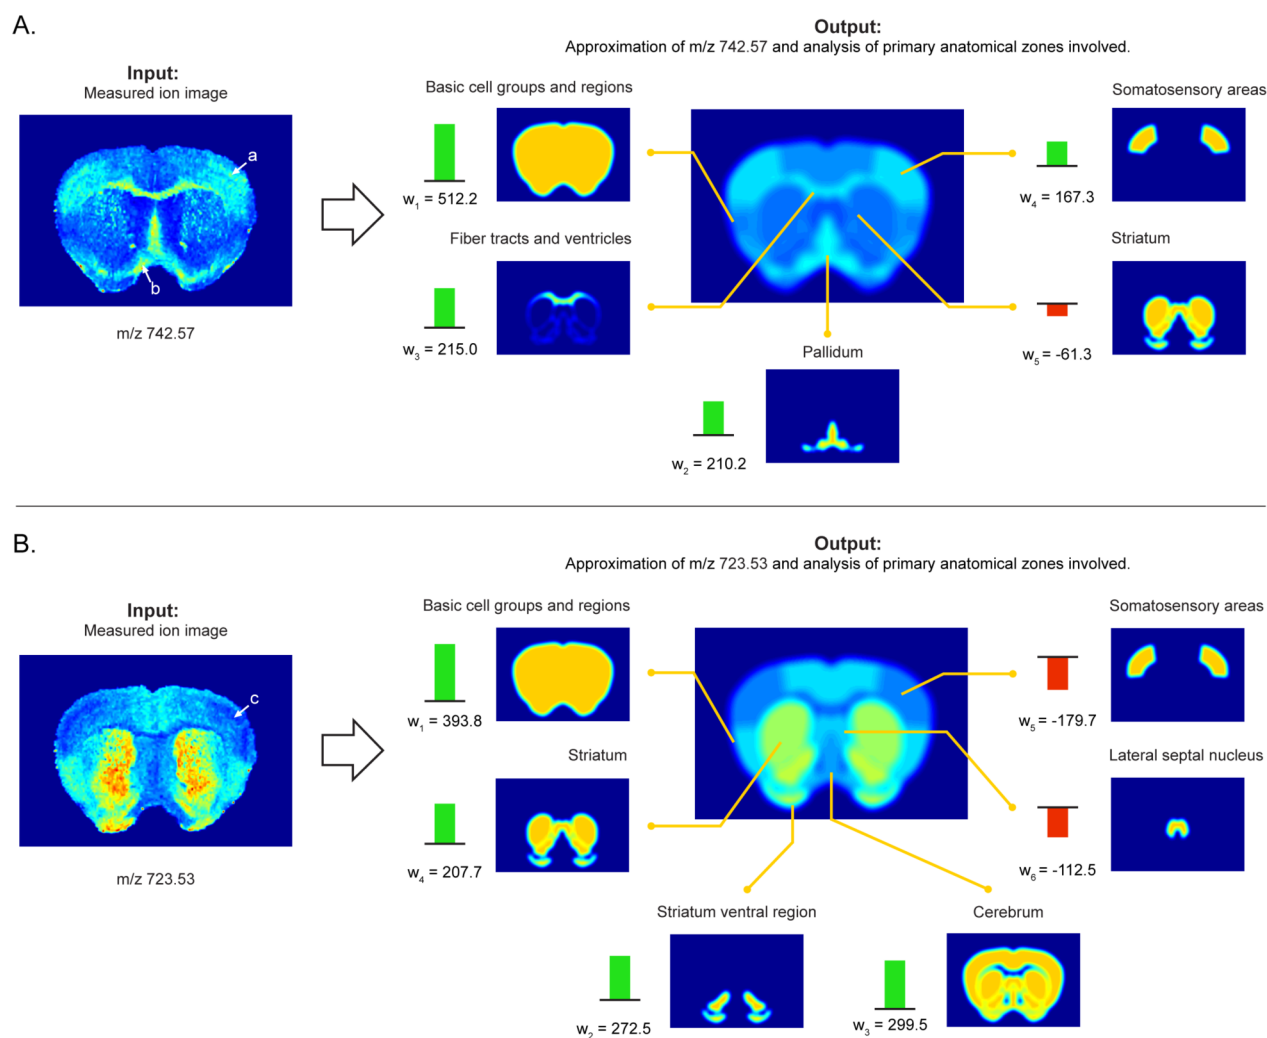 A.
Output:
Approximation of m/z 742.57 and analysis of primary anatomical zones involved.
Input:
Measured ion image
a
b
m/z 742.57
Basic cell groups and regions
w1 = 512.2
Fiber tracts and ventricles
w3 = 215.0
Pallidum
w2 = 210.2
Somatosensory areas
w4 = 167.3
Striatum
w5 = -61.3
B.
Output:
Approximation of m/z 723.53 and analysis of primary anatomical zones involved.
Input:
Measured ion image
c
m/z 723.53
Basic cell groups and regions
w1 = 393.8
Striatum
w4 = 207.7
Striatum ventral region
w2 = 272.5
Cerebrum
w3 = 299.5
Somatosensory areas
w5 = -179.7
Lateral septal nucleus
w6 = -112.5